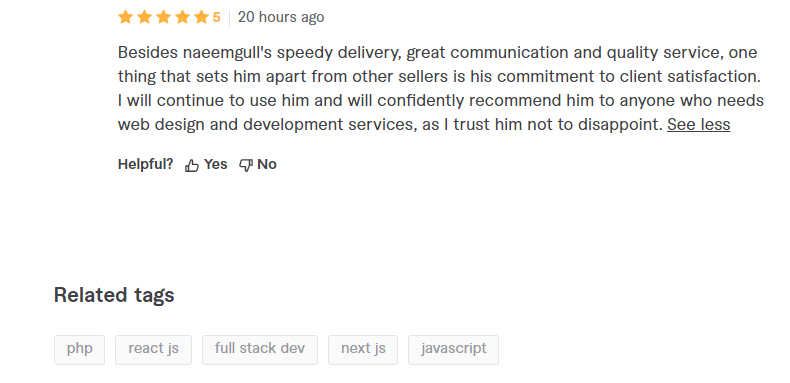 5 20 hours ago
Besides naeemgull's speedy delivery, great communication and quality service, one
thing that sets him apart from other sellers is his commitment to client satisfaction.
I will continue to use him and will confidently recommend him to anyone who needs
web design and development services, as I trust him not to disappoint. See less
Helpful? Yes No
Related tags
php react js full stack dev next js javascript